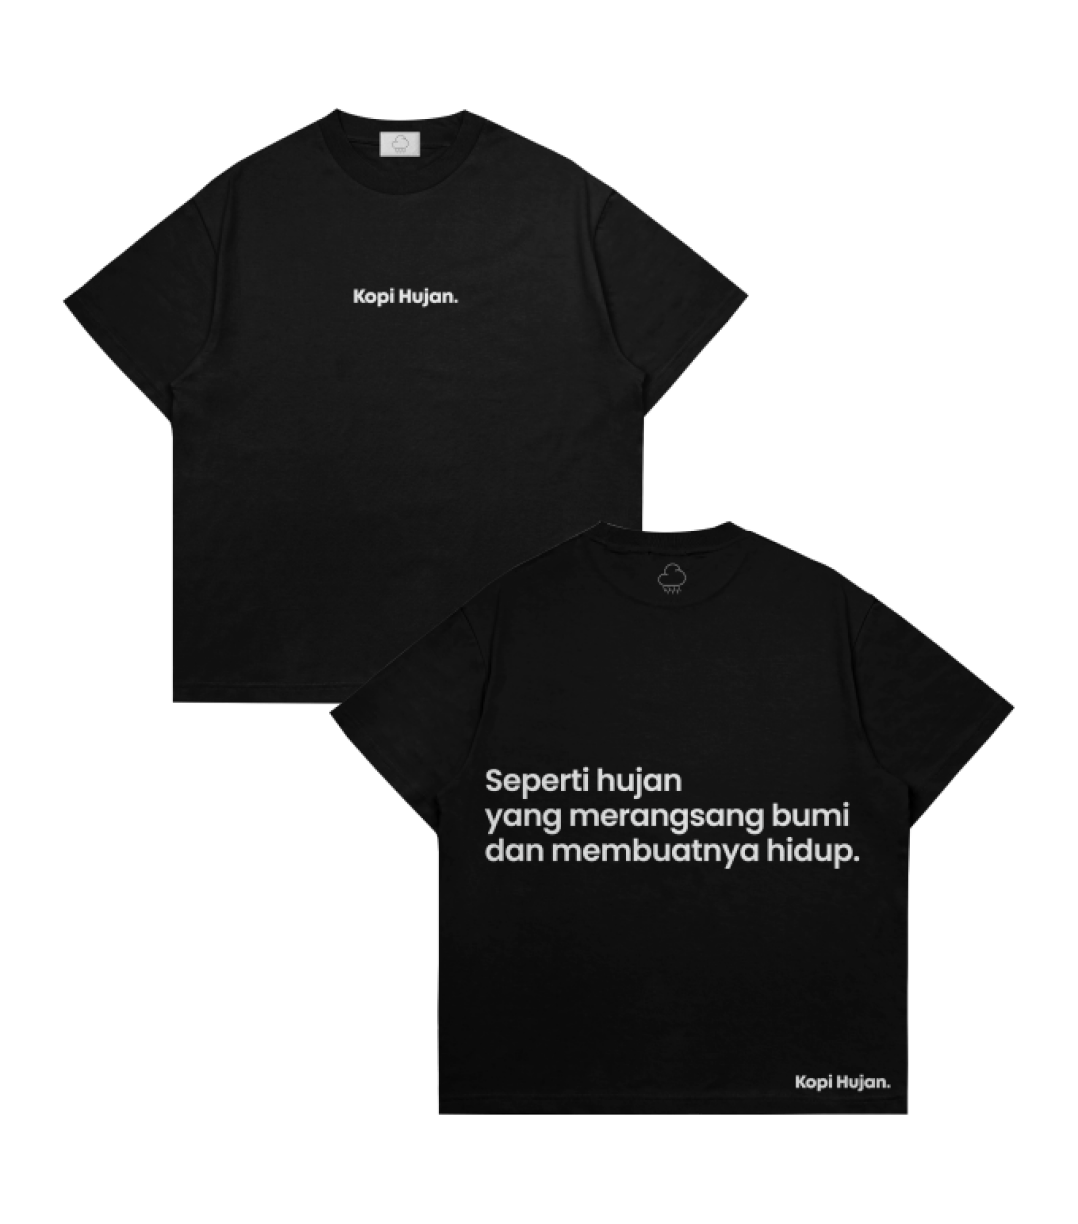 Kopi Hujan.
Seperti hujan
yang merangsang bumi
dan membuatnya hidup.
Kopi Hujan.